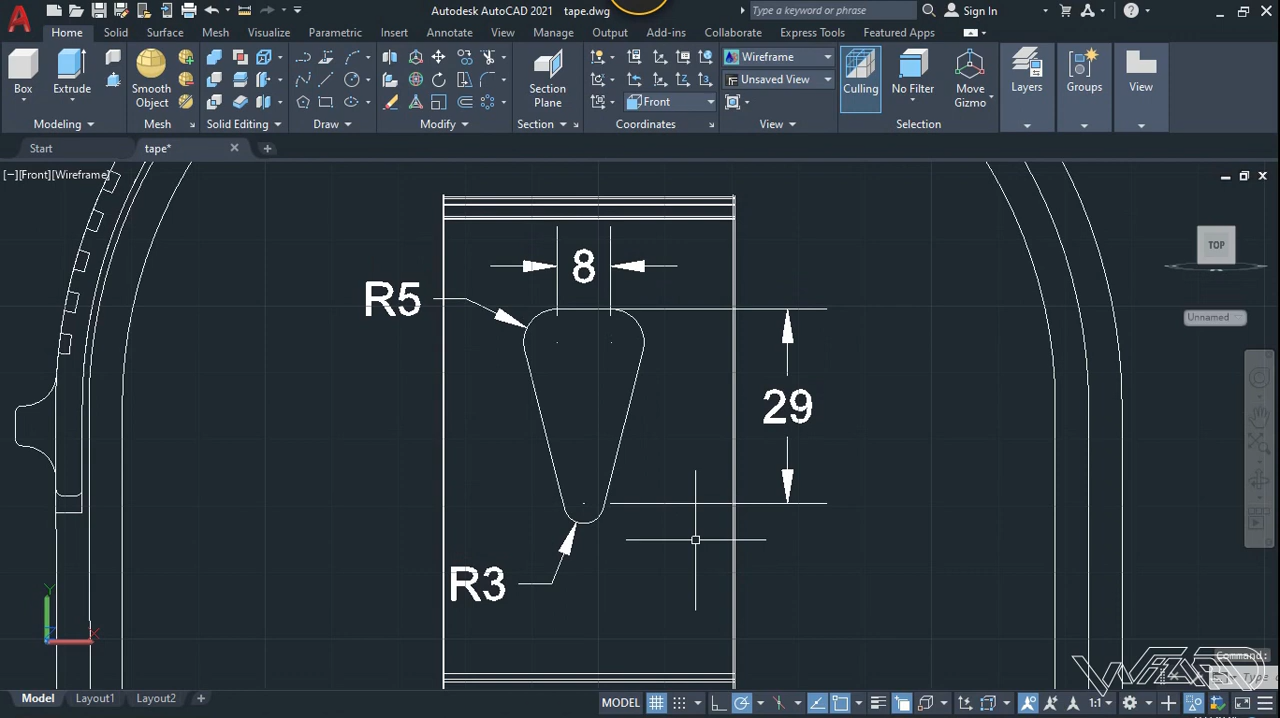 Autodesk AutoCAD 2021 tape.dwg
Type a keyword or phrase
Sign In
Home Solid Surface Mesh Visualize Parametric Insert Annotate View Manage Output Add-ins Collaborate Express Tools Featured Apps
Box
Extrude
Smooth Object
Section Plane
Front
Wireframe
Unsaved View
Culling
No Filter
Move Gizmo
Layers
Groups
View
Modeling
Mesh
Solid Editing
Draw
Modify
Section
Coordinates
View
Selection
Start
tape*
[−][Front][Wireframe]
TOP
Unnamed
8
R5
29
R3
Y
X
Z
Command:
Model Layout1 Layout2
MODEL
1:1